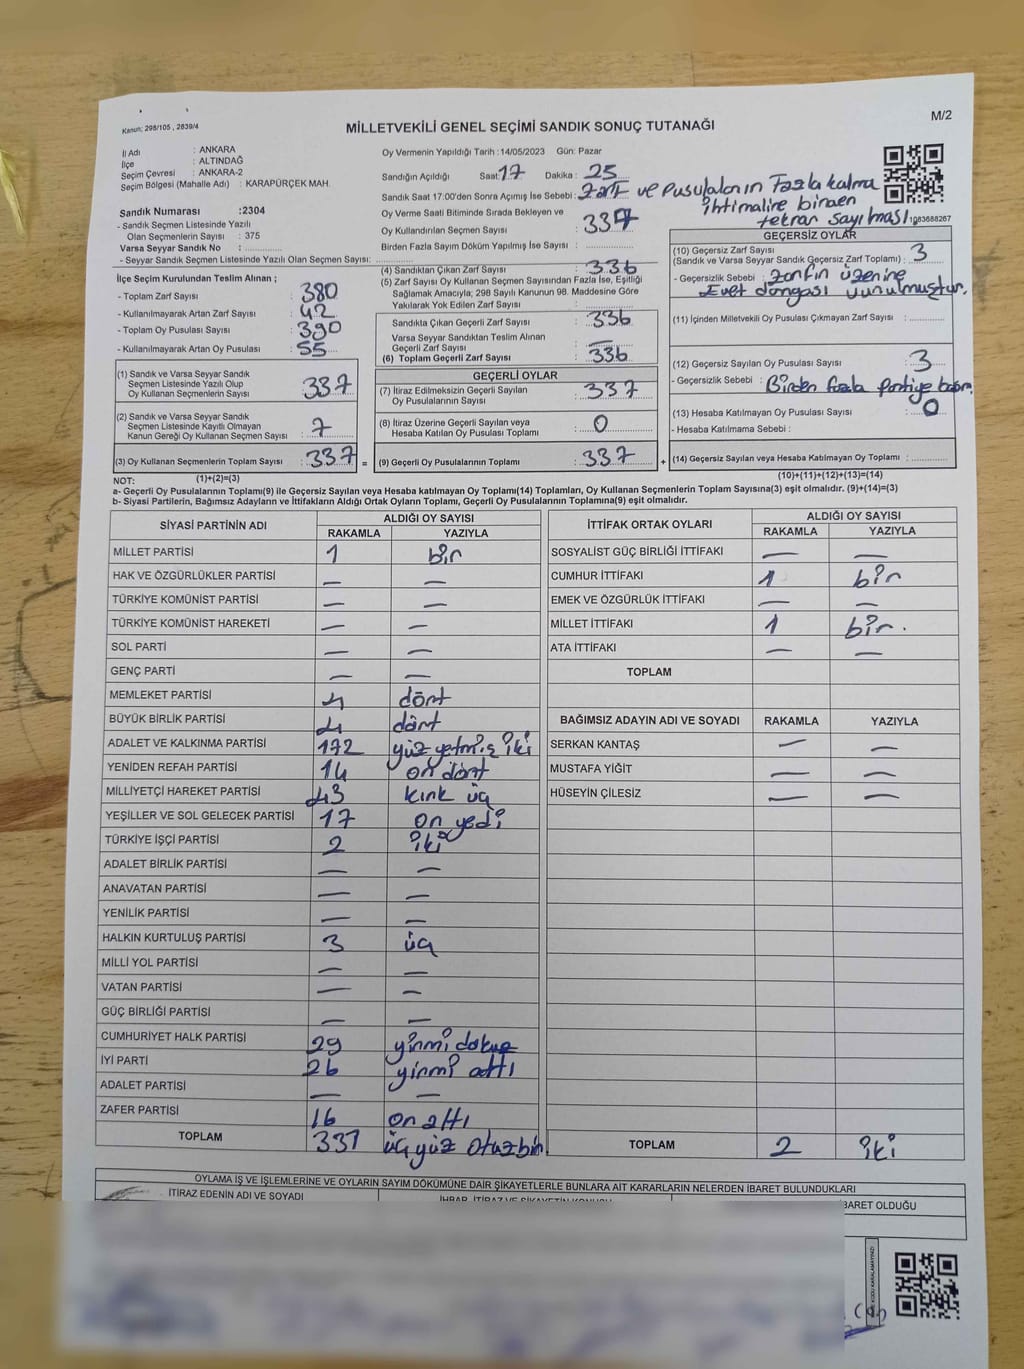 Kanun; 298/105 , 2839/4
M/2
MİLLETVEKİLİ GENEL SEÇİMİ SANDIK SONUÇ TUTANAĞI
İl Adı : ANKARA
İlçe : ALTINDAĞ
Seçim Çevresi : ANKARA-2
Seçim Bölgesi (Mahalle Adı) : KARAPÜRÇEK MAH.
Sandık Numarası :2304
- Sandık Seçmen Listesinde Yazılı
Olan Seçmenlerin Sayısı : 375
Varsa Seyyar Sandık No :
- Seyyar Sandık Seçmen Listesinde Yazılı Olan Seçmen Sayısı:
Oy Vermenin Yapıldığı Tarih :14/05/2023 Gün: Pazar
Sandığın Açıldığı Saat:17 Dakika : 25
Sandık Saat 17:00'den Sonra Açımış İse Sebebi: Zarf ve pusulaların fazla kalma
ihtimaline binaen
tekrar sayılması
Oy Verme Saati Bitiminde Sırada Bekleyen ve
Oy Kullandırılan Seçmen Sayısı : 337
Birden Fazla Sayım Döküm Yapılmış İse Sayısı :
1083688267
İlçe Seçim Kurulundan Teslim Alınan ;
- Toplam Zarf Sayısı : 380
- Kullanılmayarak Artan Zarf Sayısı : 42
- Toplam Oy Pusulası Sayısı : 390
- Kullanılmayarak Artan Oy Pusulası : 55
(1) Sandık ve Varsa Seyyar Sandık
Seçmen Listesinde Yazılı Olup
Oy Kullanan Seçmenlerin Sayısı : 337
(2) Sandık ve Varsa Seyyar Sandık
Seçmen Listesinde Kayıtlı Olmayan
Kanun Gereği Oy Kullanan Seçmen Sayısı : 7
(3) Oy Kullanan Seçmenlerin Toplam Sayısı : 337 =
(4) Sandıktan Çıkan Zarf Sayısı : 336
(5) Zarf Sayısı Oy Kullanan Seçmen Sayısından Fazla İse, Eşitliği
Sağlamak Amacıyla; 298 Sayılı Kanunun 98. Maddesine Göre
Yakılarak Yok Edilen Zarf Sayısı :
Sandıkta Çıkan Geçerli Zarf Sayısı : 336
Varsa Seyyar Sandıktan Teslim Alınan
Geçerli Zarf Sayısı : —
(6) Toplam Geçerli Zarf Sayısı : 336
GEÇERLİ OYLAR
(7) İtiraz Edilmeksizin Geçerli Sayılan
Oy Pusulalarının Sayısı : 337
(8) İtiraz Üzerine Geçerli Sayılan veya
Hesaba Katılan Oy Pusulası Toplamı : 0
(9) Geçerli Oy Pusulalarının Toplamı : 337 +
GEÇERSİZ OYLAR
(10) Geçersiz Zarf Sayısı
(Sandık ve Varsa Seyyar Sandık Geçersiz Zarf Toplamı) : 3
- Geçersizlik Sebebi : zarfın üzerine
Evet damgası vurulmuştur.
(11) İçinden Milletvekili Oy Pusulası Çıkmayan Zarf Sayısı :
(12) Geçersiz Sayılan Oy Pusulası Sayısı : 3
- Geçersizlik Sebebi : Birden fazla partiye
(13) Hesaba Katılmayan Oy Pusulası Sayısı : 0
- Hesaba Katılmama Sebebi :
(14) Geçersiz Sayılan veya Hesaba Katılmayan Oy Toplamı :
NOT: (1)+(2)=(3) (10)+(11)+(12)+(13)=(14)
a- Geçerli Oy Pusulalarının Toplamı(9) ile Geçersiz Sayılan veya Hesaba katılmayan Oy Toplamı(14) Toplamları, Oy Kullanan Seçmenlerin Toplam Sayısına(3) eşit olmalıdır. (9)+(14)=(3)
b- Siyasi Partilerin, Bağımsız Adayların ve İttifakların Aldığı Ortak Oyların Toplamı, Geçerli Oy Pusulalarının Toplamına(9) eşit olmalıdır.
SİYASİ PARTİNİN ADI ALDIĞI OY SAYISI
RAKAMLA YAZIYLA
MİLLET PARTİSİ 1 bir
HAK VE ÖZGÜRLÜKLER PARTİSİ — —
TÜRKİYE KOMÜNİST PARTİSİ — —
TÜRKİYE KOMÜNİST HAREKETİ — —
SOL PARTİ — —
GENÇ PARTİ — —
MEMLEKET PARTİSİ 4 dört
BÜYÜK BİRLİK PARTİSİ 4 dört
ADALET VE KALKINMA PARTİSİ 172 yüz yetmiş iki
YENİDEN REFAH PARTİSİ 14 on dört
MİLLİYETÇİ HAREKET PARTİSİ 43 kırk üç
YEŞİLLER VE SOL GELECEK PARTİSİ 17 on yedi
TÜRKİYE İŞÇİ PARTİSİ 2 iki
ADALET BİRLİK PARTİSİ — —
ANAVATAN PARTİSİ — —
YENİLİK PARTİSİ — —
HALKIN KURTULUŞ PARTİSİ 3 üç
MİLLİ YOL PARTİSİ — —
VATAN PARTİSİ — —
GÜÇ BİRLİĞİ PARTİSİ — —
CUMHURİYET HALK PARTİSİ 29 yirmi dokuz
İYİ PARTİ 26 yirmi altı
ADALET PARTİSİ — —
ZAFER PARTİSİ 16 on altı
TOPLAM 331 üç yüz otuz bir
İTTİFAK ORTAK OYLARI ALDIĞI OY SAYISI
RAKAMLA YAZIYLA
SOSYALİST GÜÇ BİRLİĞİ İTTİFAKI — —
CUMHUR İTTİFAKI 1 bir
EMEK VE ÖZGÜRLÜK İTTİFAKI — —
MİLLET İTTİFAKI 1 bir.
ATA İTTİFAKI — —
TOPLAM
BAĞIMSIZ ADAYIN ADI VE SOYADI RAKAMLA YAZIYLA
SERKAN KANTAŞ — —
MUSTAFA YİĞİT — —
HÜSEYİN ÇİLESİZ — —
TOPLAM 2 iki
OYLAMA İŞ VE İŞLEMLERİNE VE OYLARIN SAYIM DÖKÜMÜNE DAİR ŞİKAYETLERLE BUNLARA AİT KARARLARIN NELERDEN İBARET BULUNDUKLARI
İTİRAZ EDENİN ADI VE SOYADI İHBAR, İTİRAZ VE ŞİKAYETİN KONUSU BARET OLDUĞU